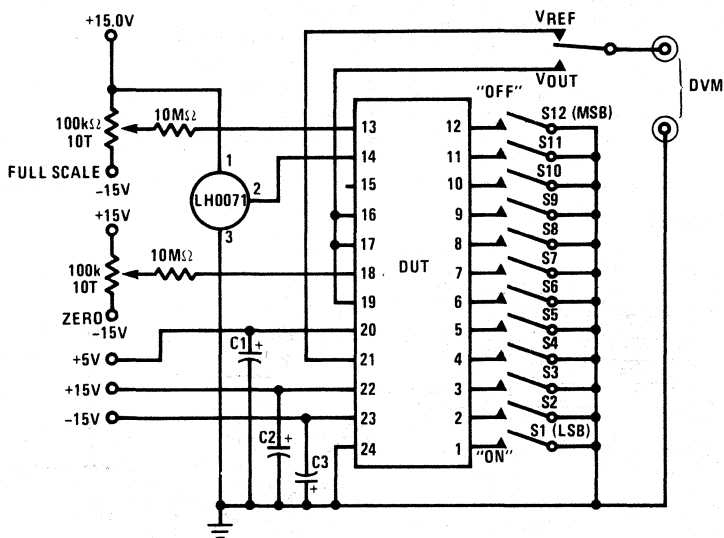 +15.0V
VREF
VOUT
DVM
"OFF"
100kΩ
10T
10MΩ
FULL SCALE
-15V
1
2
3
LH0071
+15V
100k
10T
10MΩ
ZERO
-15V
+5V
+15V
-15V
C1
+
C2
+
C3
+
DUT
13
14
15
16
17
18
19
20
21
22
23
24
12
11
10
9
8
7
6
5
4
3
2
1
S12 (MSB)
S11
S10
S9
S8
S7
S6
S5
S4
S3
S2
S1 (LSB)
"ON"